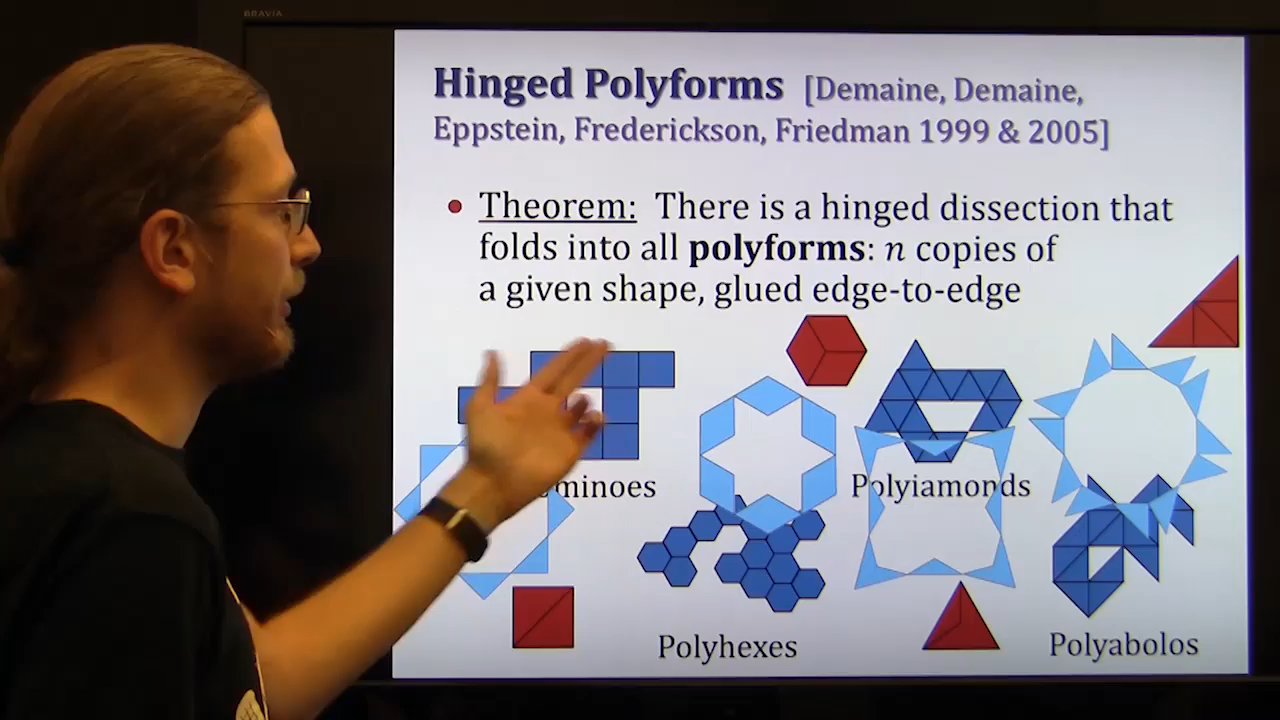 BRAVIA
Hinged Polyforms [Demaine, Demaine,
Eppstein, Frederickson, Friedman 1999 & 2005]
• Theorem: There is a hinged dissection that
folds into all polyforms: n copies of
a given shape, glued edge-to-edge
minoes
Polyiamonds
Polyhexes
Polyabolos